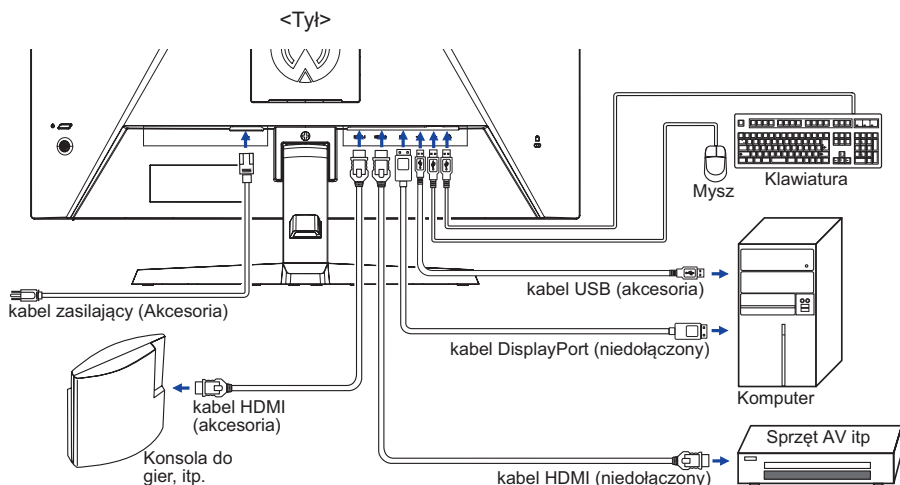 <Tył>
Mysz
Klawiatura
kabel USB (akcesoria)
kabel zasilający (Akcesoria)
kabel DisplayPort (niedołączony)
Komputer
kabel HDMI
(akcesoria)
Konsola do
gier, itp.
Sprzęt AV itp
kabel HDMI (niedołączony)